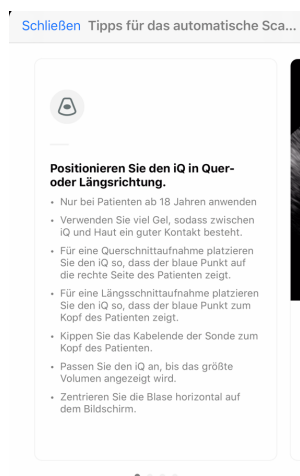 Schließen Tipps für das automatische Sca...
Positionieren Sie den iQ in Quer-
oder Längsrichtung.
• Nur bei Patienten ab 18 Jahren anwenden
• Verwenden Sie viel Gel, sodass zwischen
iQ und Haut ein guter Kontakt besteht.
• Für eine Querschnittaufnahme platzieren
Sie den iQ so, dass der blaue Punkt auf
die rechte Seite des Patienten zeigt.
• Für eine Längsschnittaufnahme platzieren
Sie den iQ so, dass der blaue Punkt zum
Kopf des Patienten zeigt.
• Kippen Sie das Kabelende der Sonde zum
Kopf des Patienten.
• Passen Sie den iQ an, bis das größte
Volumen angezeigt wird.
• Zentrieren Sie die Blase horizontal auf
dem Bildschirm.